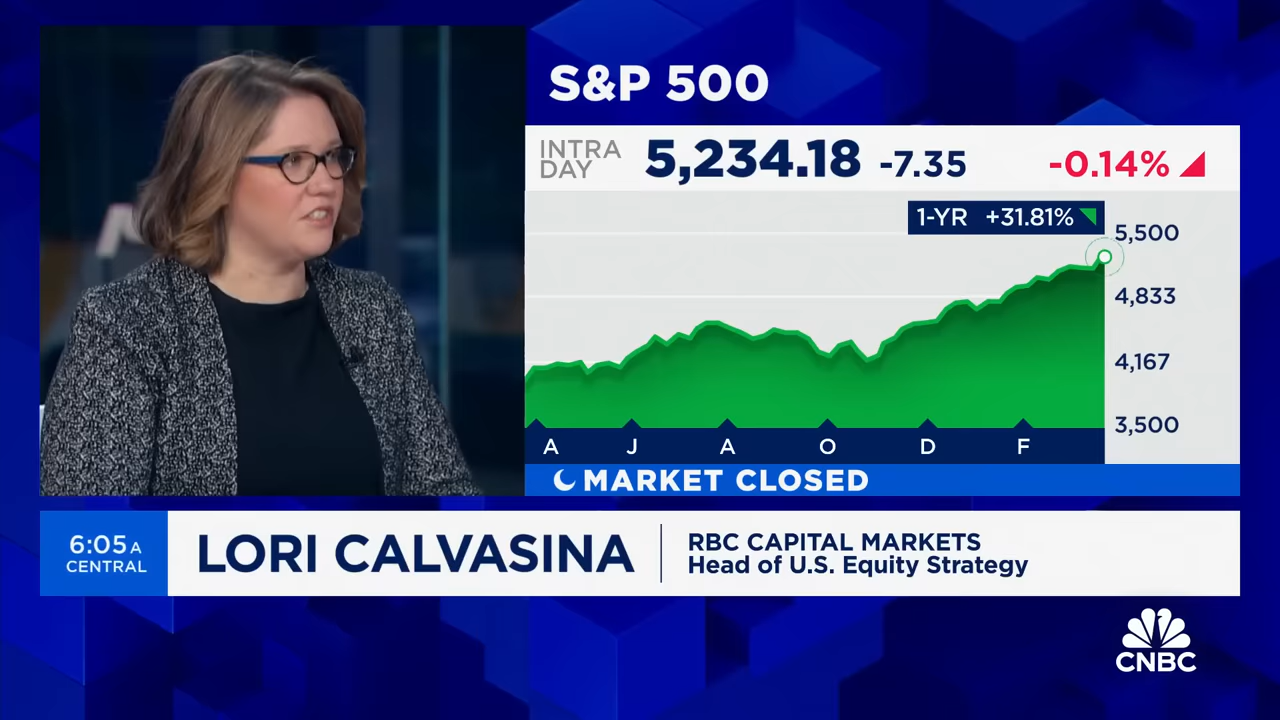 S&P 500
INTRA
DAY
5,234.18 -7.35 -0.14%
1-YR +31.81%
5,500
4,833
4,167
3,500
A J A O D F
MARKET CLOSED
6:05A
CENTRAL
LORI CALVASINA
RBC CAPITAL MARKETS
Head of U.S. Equity Strategy
CNBC